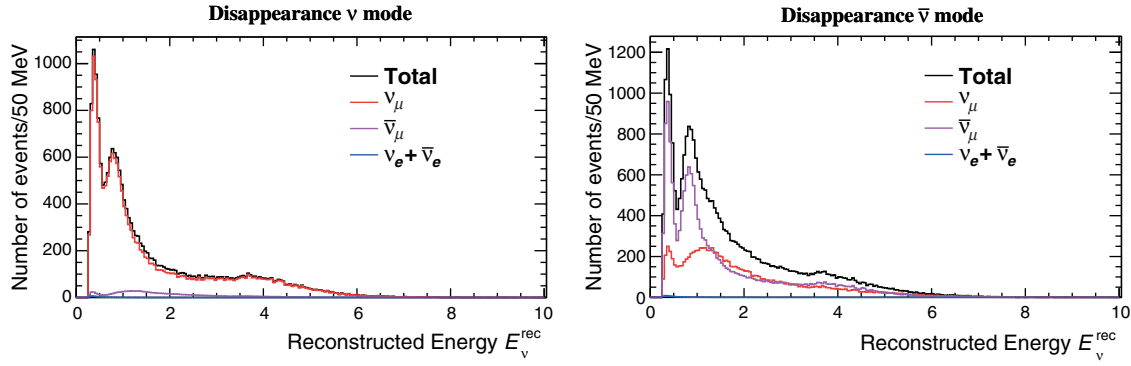 Disappearance ν mode
Number of events/50 MeV
1000
800
600
400
200
0
0 2 4 6 8 10
Total
ν_μ
ν̅_μ
ν_e + ν̅_e
Reconstructed Energy E_ν^rec
Disappearance ν̅ mode
Number of events/50 MeV
1200
1000
800
600
400
200
0
0 2 4 6 8 10
Total
ν_μ
ν̅_μ
ν_e + ν̅_e
Reconstructed Energy E_ν^rec